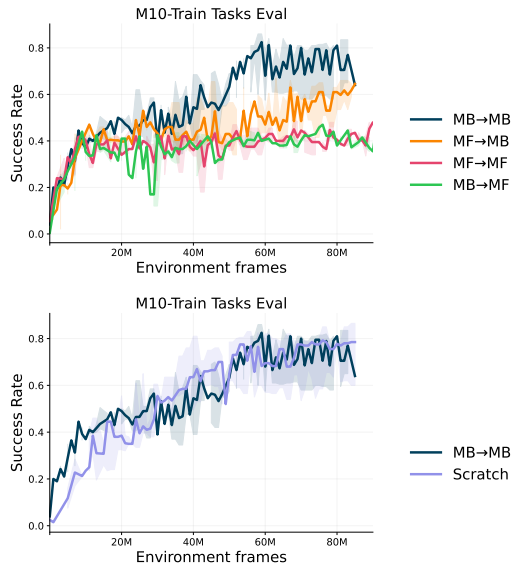 M10-Train Tasks Eval
Success Rate
0.8
0.6
0.4
0.2
0.0
20M 40M 60M 80M
Environment frames
MB→MB
MF→MB
MF→MF
MB→MF
M10-Train Tasks Eval
Success Rate
0.8
0.6
0.4
0.2
0.0
20M 40M 60M 80M
Environment frames
MB→MB
Scratch